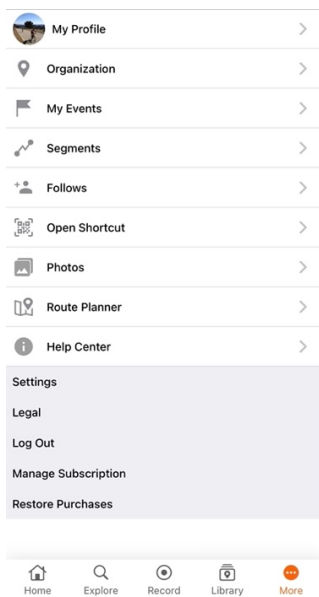 My Profile
Organization
My Events
Segments
Follows
Open Shortcut
Photos
Route Planner
Help Center
Settings
Legal
Log Out
Manage Subscription
Restore Purchases
Home Explore Record Library More